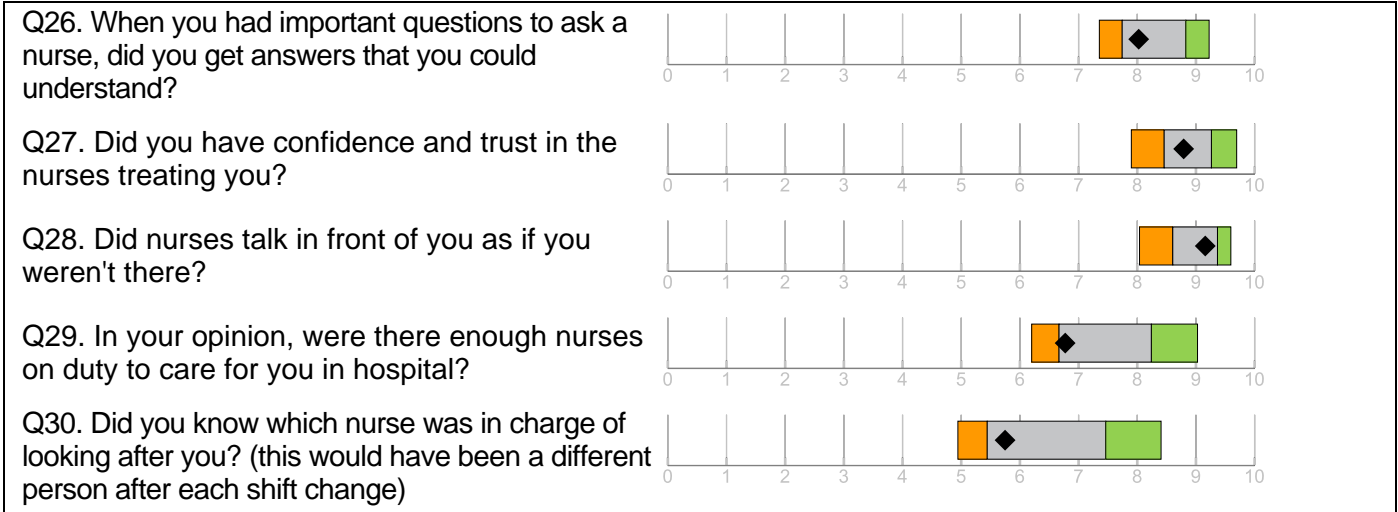 Q26. When you had important questions to ask a
nurse, did you get answers that you could
understand?
0 1 2 3 4 5 6 7 8 9 10
Q27. Did you have confidence and trust in the
nurses treating you?
0 1 2 3 4 5 6 7 8 9 10
Q28. Did nurses talk in front of you as if you
weren't there?
0 1 2 3 4 5 6 7 8 9 10
Q29. In your opinion, were there enough nurses
on duty to care for you in hospital?
0 1 2 3 4 5 6 7 8 9 10
Q30. Did you know which nurse was in charge of
looking after you? (this would have been a different
person after each shift change)
0 1 2 3 4 5 6 7 8 9 10